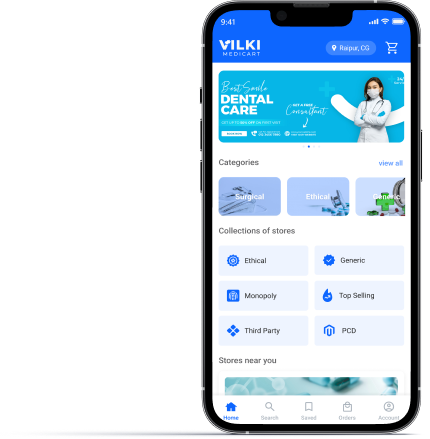 9:41
VILKI
MEDICART
Raipur, CG
Best Smile
DENTAL
CARE
GET A FREE
Consultant
Categories
view all
Surgical
Ethical
Generic
Collections of stores
Ethical
Generic
Monopoly
Top Selling
Third Party
PCD
Stores near you
Home
Search
Saved
Orders
Account